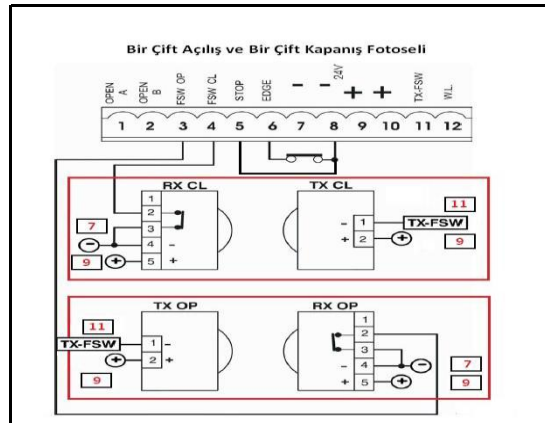 Bir Çift Açılış ve Bir Çift Kapanış Fotoseli
OPEN A
OPEN B
FSW OP
FSW CL
STOP
EDGE
−
−
24V
+
+
TX-FSW
W.L.
1 2 3 4 5 6 7 8 9 10 11 12
RX CL
1
2
3
4 −
5 +
7
9
TX CL
− 1 TX-FSW
+ 2 +
11
9
TX OP
11
TX-FSW 1 −
+ 2 +
9
RX OP
1
2
3
− 4 −
+ 5 +
7
9